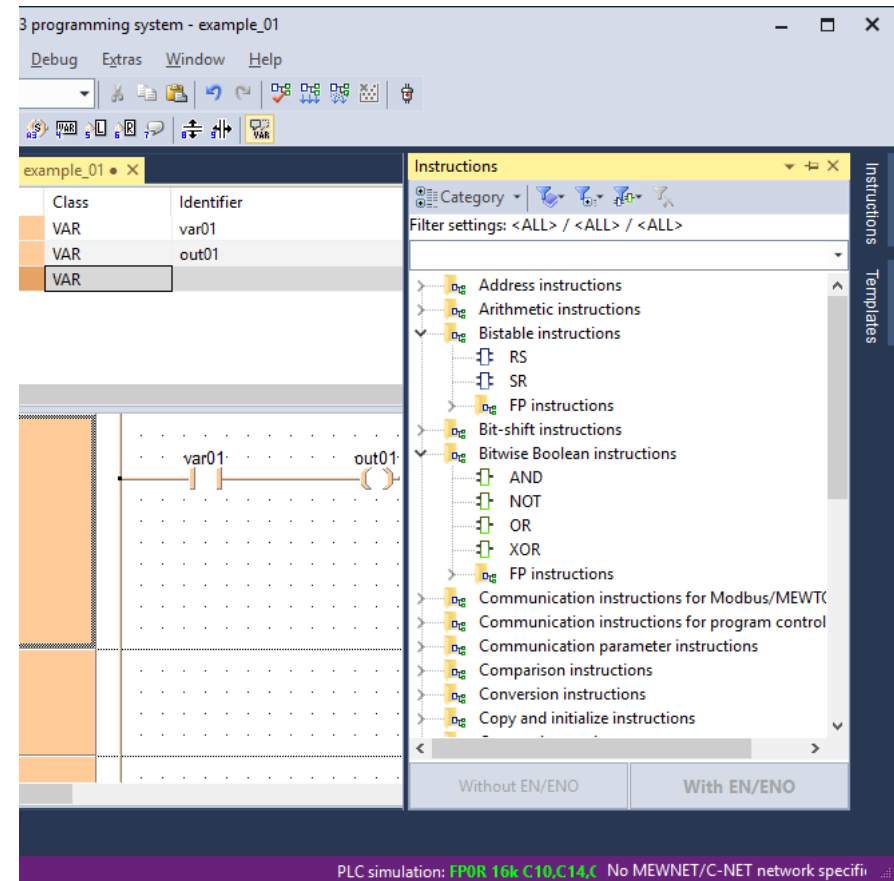 3 programming system - example_01
Debug Extras Window Help
example_01
Class Identifier
VAR var01
VAR out01
VAR
var01 out01
Instructions
Category
Filter settings: <ALL> / <ALL> / <ALL>
Address instructions
Arithmetic instructions
Bistable instructions
RS
SR
FP instructions
Bit-shift instructions
Bitwise Boolean instructions
AND
NOT
OR
XOR
FP instructions
Communication instructions for Modbus/MEWTO
Communication instructions for program control
Communication parameter instructions
Comparison instructions
Conversion instructions
Copy and initialize instructions
Without EN/ENO With EN/ENO
Instructions
Templates
PLC simulation: FP0R 16k C10,C14,C No MEWNET/C-NET network specifi